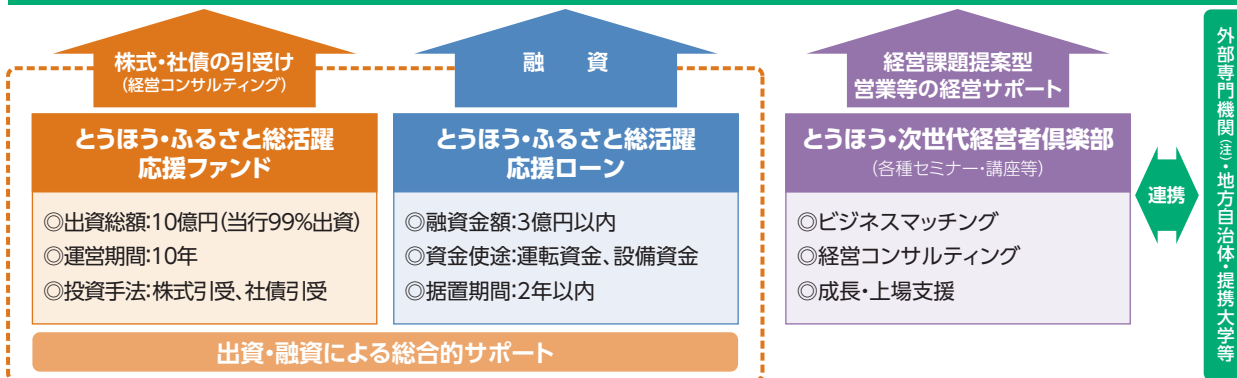 株式・社債の引受け
(経営コンサルティング)
とうほう・ふるさと総活躍
応援ファンド
◎出資総額:10億円(当行99%出資)
◎運営期間:10年
◎投資手法:株式引受、社債引受
融 資
とうほう・ふるさと総活躍
応援ローン
◎融資金額:3億円以内
◎資金使途:運転資金、設備資金
◎据置期間:2年以内
出資・融資による総合的サポート
経営課題提案型
営業等の経営サポート
とうほう・次世代経営者倶楽部
(各種セミナー・講座等)
◎ビジネスマッチング
◎経営コンサルティング
◎成長・上場支援
連携
外部専門機関(注)・地方自治体・提携大学等